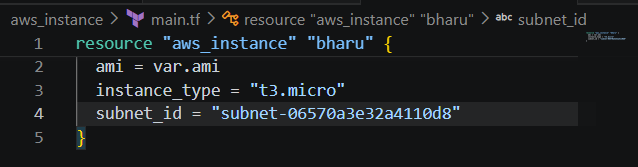 aws_instance > main.tf > resource "aws_instance" "bharu" > abc subnet_id
1 resource "aws_instance" "bharu" {
2 ami = var.ami
3 instance_type = "t3.micro"
4 subnet_id = "subnet-06570a3e32a4110d8"
5 }